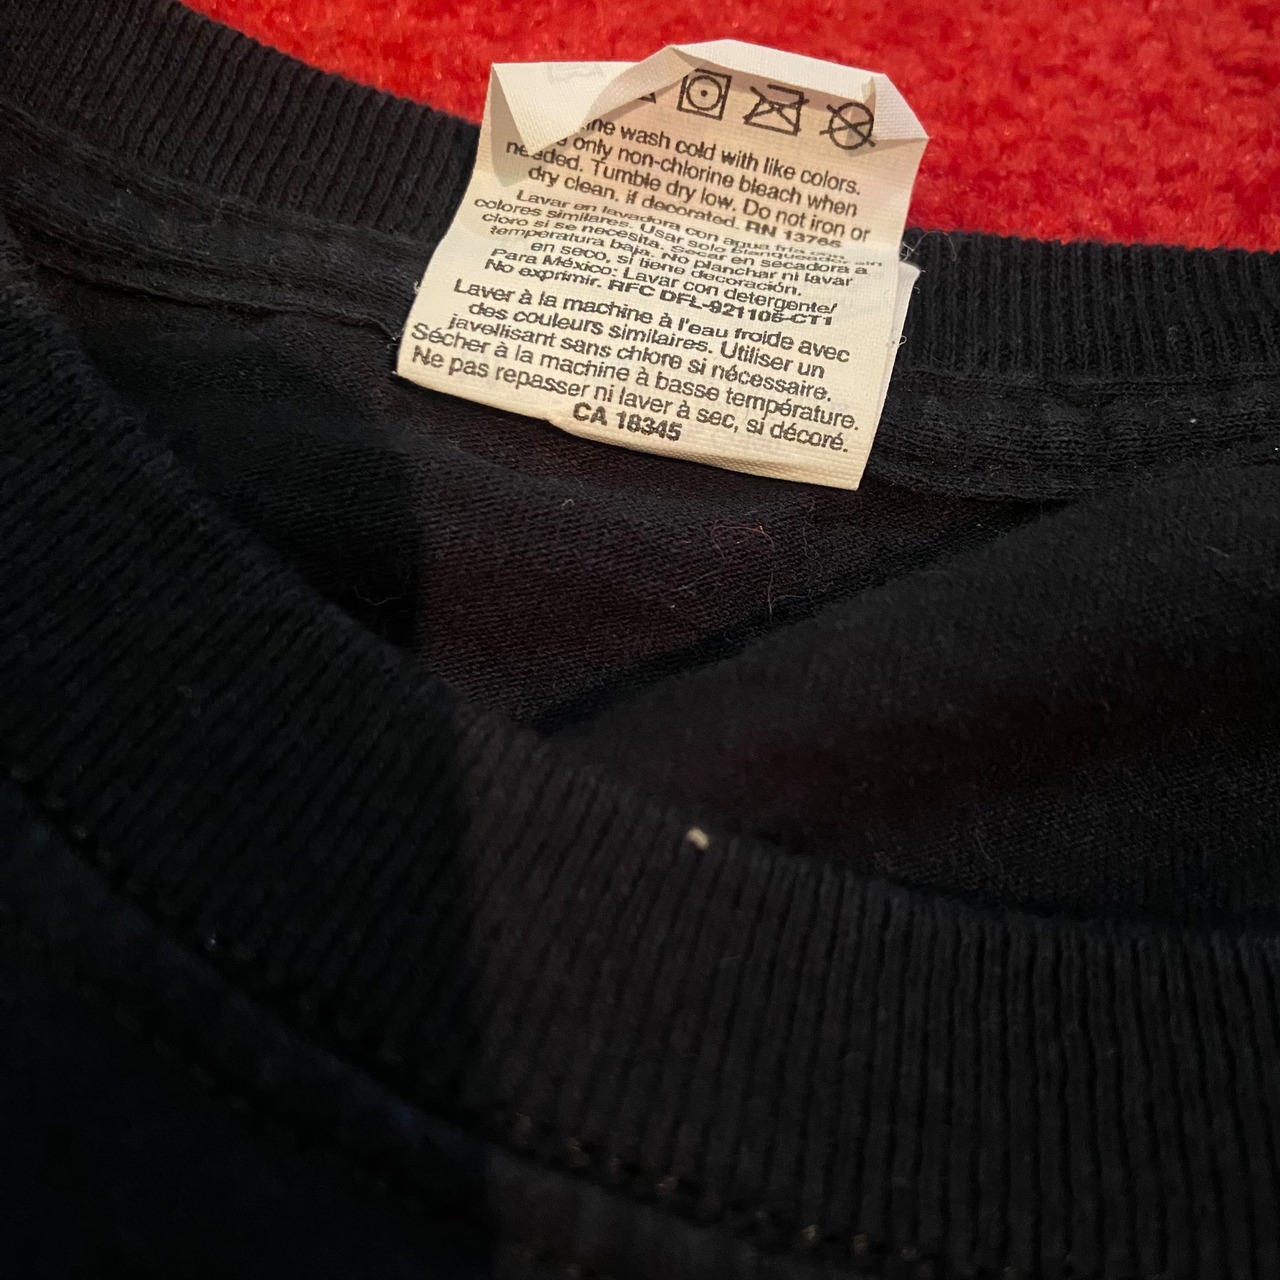 ine wash cold with like colors.
only non-chlorine bleach when
needed. Tumble dry low. Do not iron or
dry clean, if decorated. RN 13765
Lavar en lavadora con agua fría con
colores similares. Usar solo blanqueador sin
cloro si se necesita. Secar en secadora a
temperatura baja. No planchar ni lavar
en seco, si tiene decoración.
Para México: Lavar con detergente/
No exprimir. RFC DFL-921106-CT1
Laver à la machine à l'eau froide avec
des couleurs similaires. Utiliser un
javellisant sans chlore si nécessaire.
Sécher à la machine à basse température.
Ne pas repasser ni laver à sec, si décoré.
CA 18345